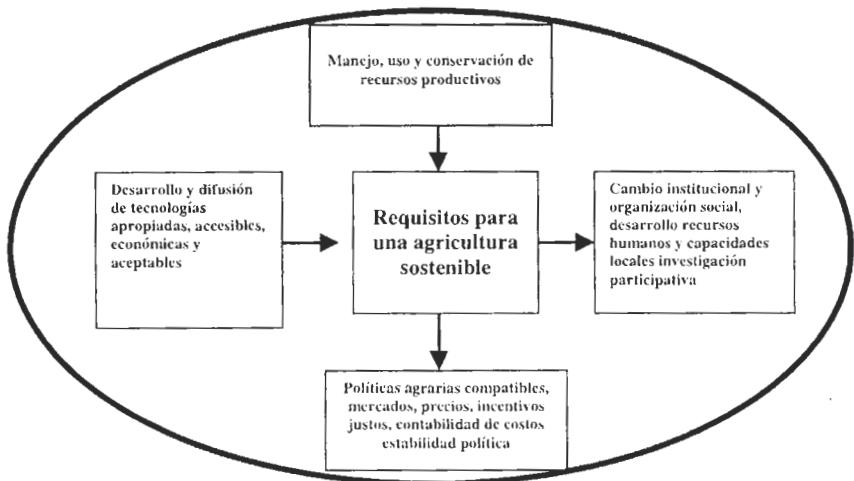 Manejo, uso y conservación de
recursos productivos
Desarrollo y difusión
de tecnologías
apropiadas, accesibles,
económicas y
aceptables
Requisitos para
una agricultura
sostenible
Cambio institucional y
organización social,
desarrollo recursos
humanos y capacidades
locales investigación
participativa
Políticas agrarias compatibles,
mercados, precios, incentivos
justos, contabilidad de costos
estabilidad política